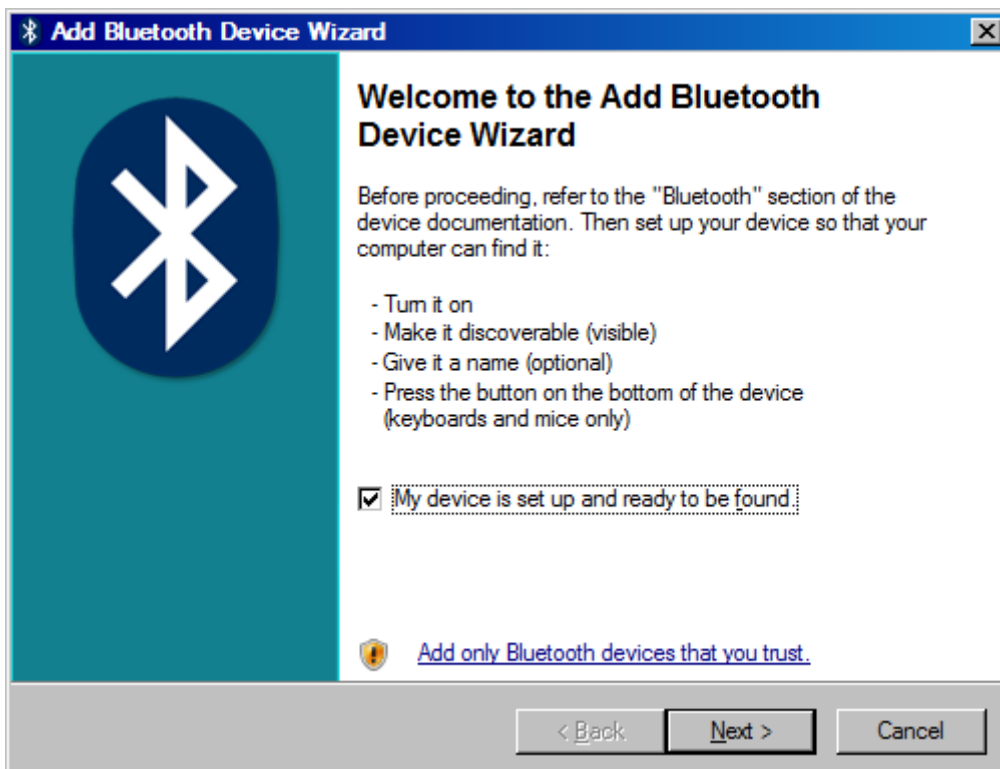 Add Bluetooth Device Wizard
Welcome to the Add Bluetooth
Device Wizard
Before proceeding, refer to the "Bluetooth" section of the
device documentation. Then set up your device so that your
computer can find it:
- Turn it on
- Make it discoverable (visible)
- Give it a name (optional)
- Press the button on the bottom of the device
(keyboards and mice only)
My device is set up and ready to be found.
Add only Bluetooth devices that you trust.
< Back Next > Cancel